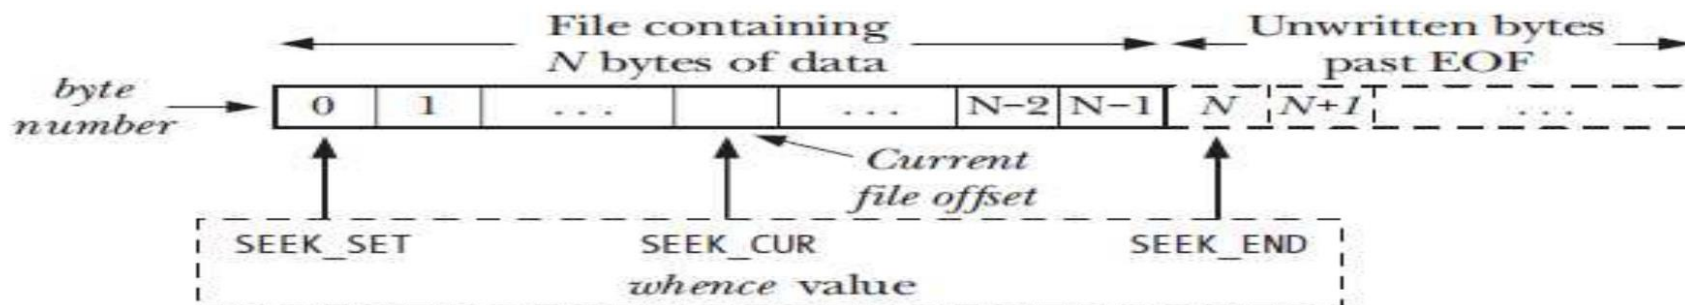 File containing
N bytes of data
Unwritten bytes
past EOF
byte
number
0 1 ... ... N−2 N−1 N N+1 ...
Current
file offset
SEEK_SET SEEK_CUR SEEK_END
whence value